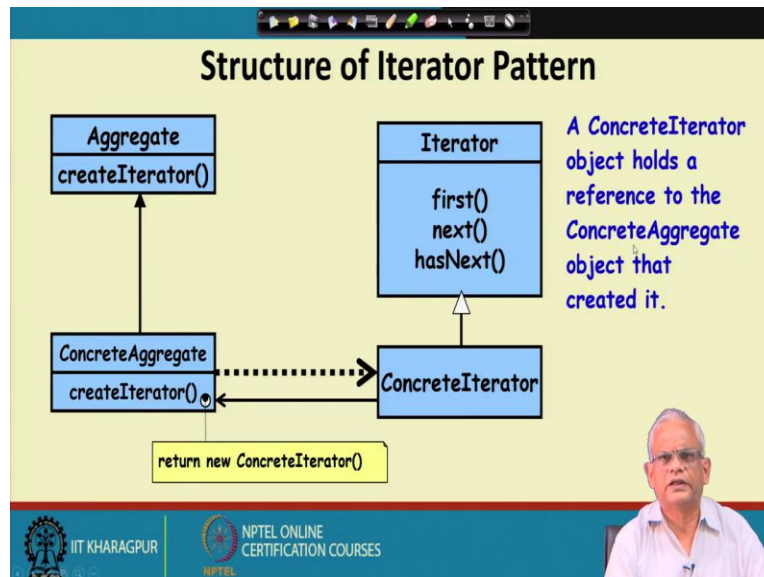 Structure of Iterator Pattern
Aggregate
createIterator()
Iterator
first()
next()
hasNext()
A ConcreteIterator
object holds a
reference to the
ConcreteAggregate
object that
created it.
ConcreteAggregate
createIterator()
ConcreteIterator
return new ConcreteIterator()
IIT KHARAGPUR
NPTEL
NPTEL ONLINE
CERTIFICATION COURSES